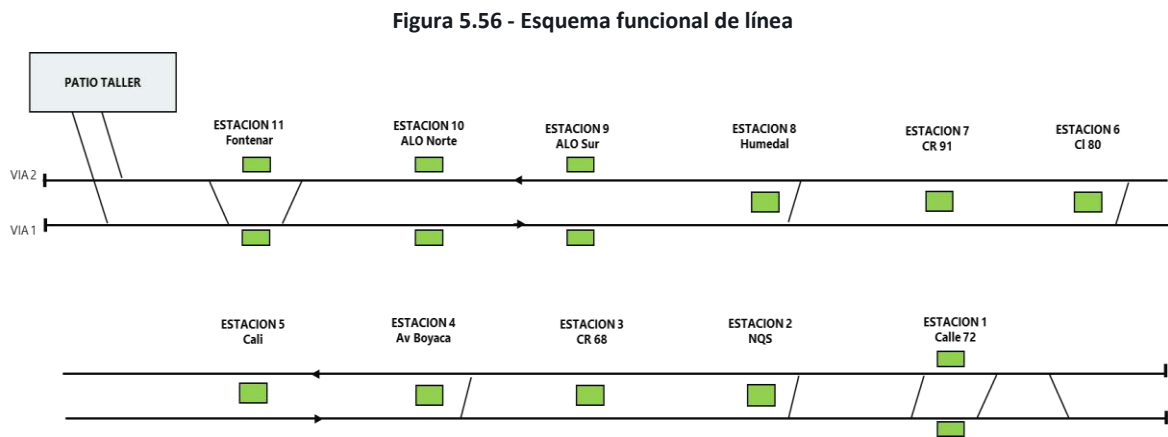 Figura 5.56 - Esquema funcional de línea
PATIO TALLER
ESTACION 11
Fontenar
ESTACION 10
ALO Norte
ESTACION 9
ALO Sur
ESTACION 8
Humedal
ESTACION 7
CR 91
ESTACION 6
Cl 80
VIA 2
VIA 1
ESTACION 5
Cali
ESTACION 4
Av Boyaca
ESTACION 3
CR 68
ESTACION 2
NQS
ESTACION 1
Calle 72